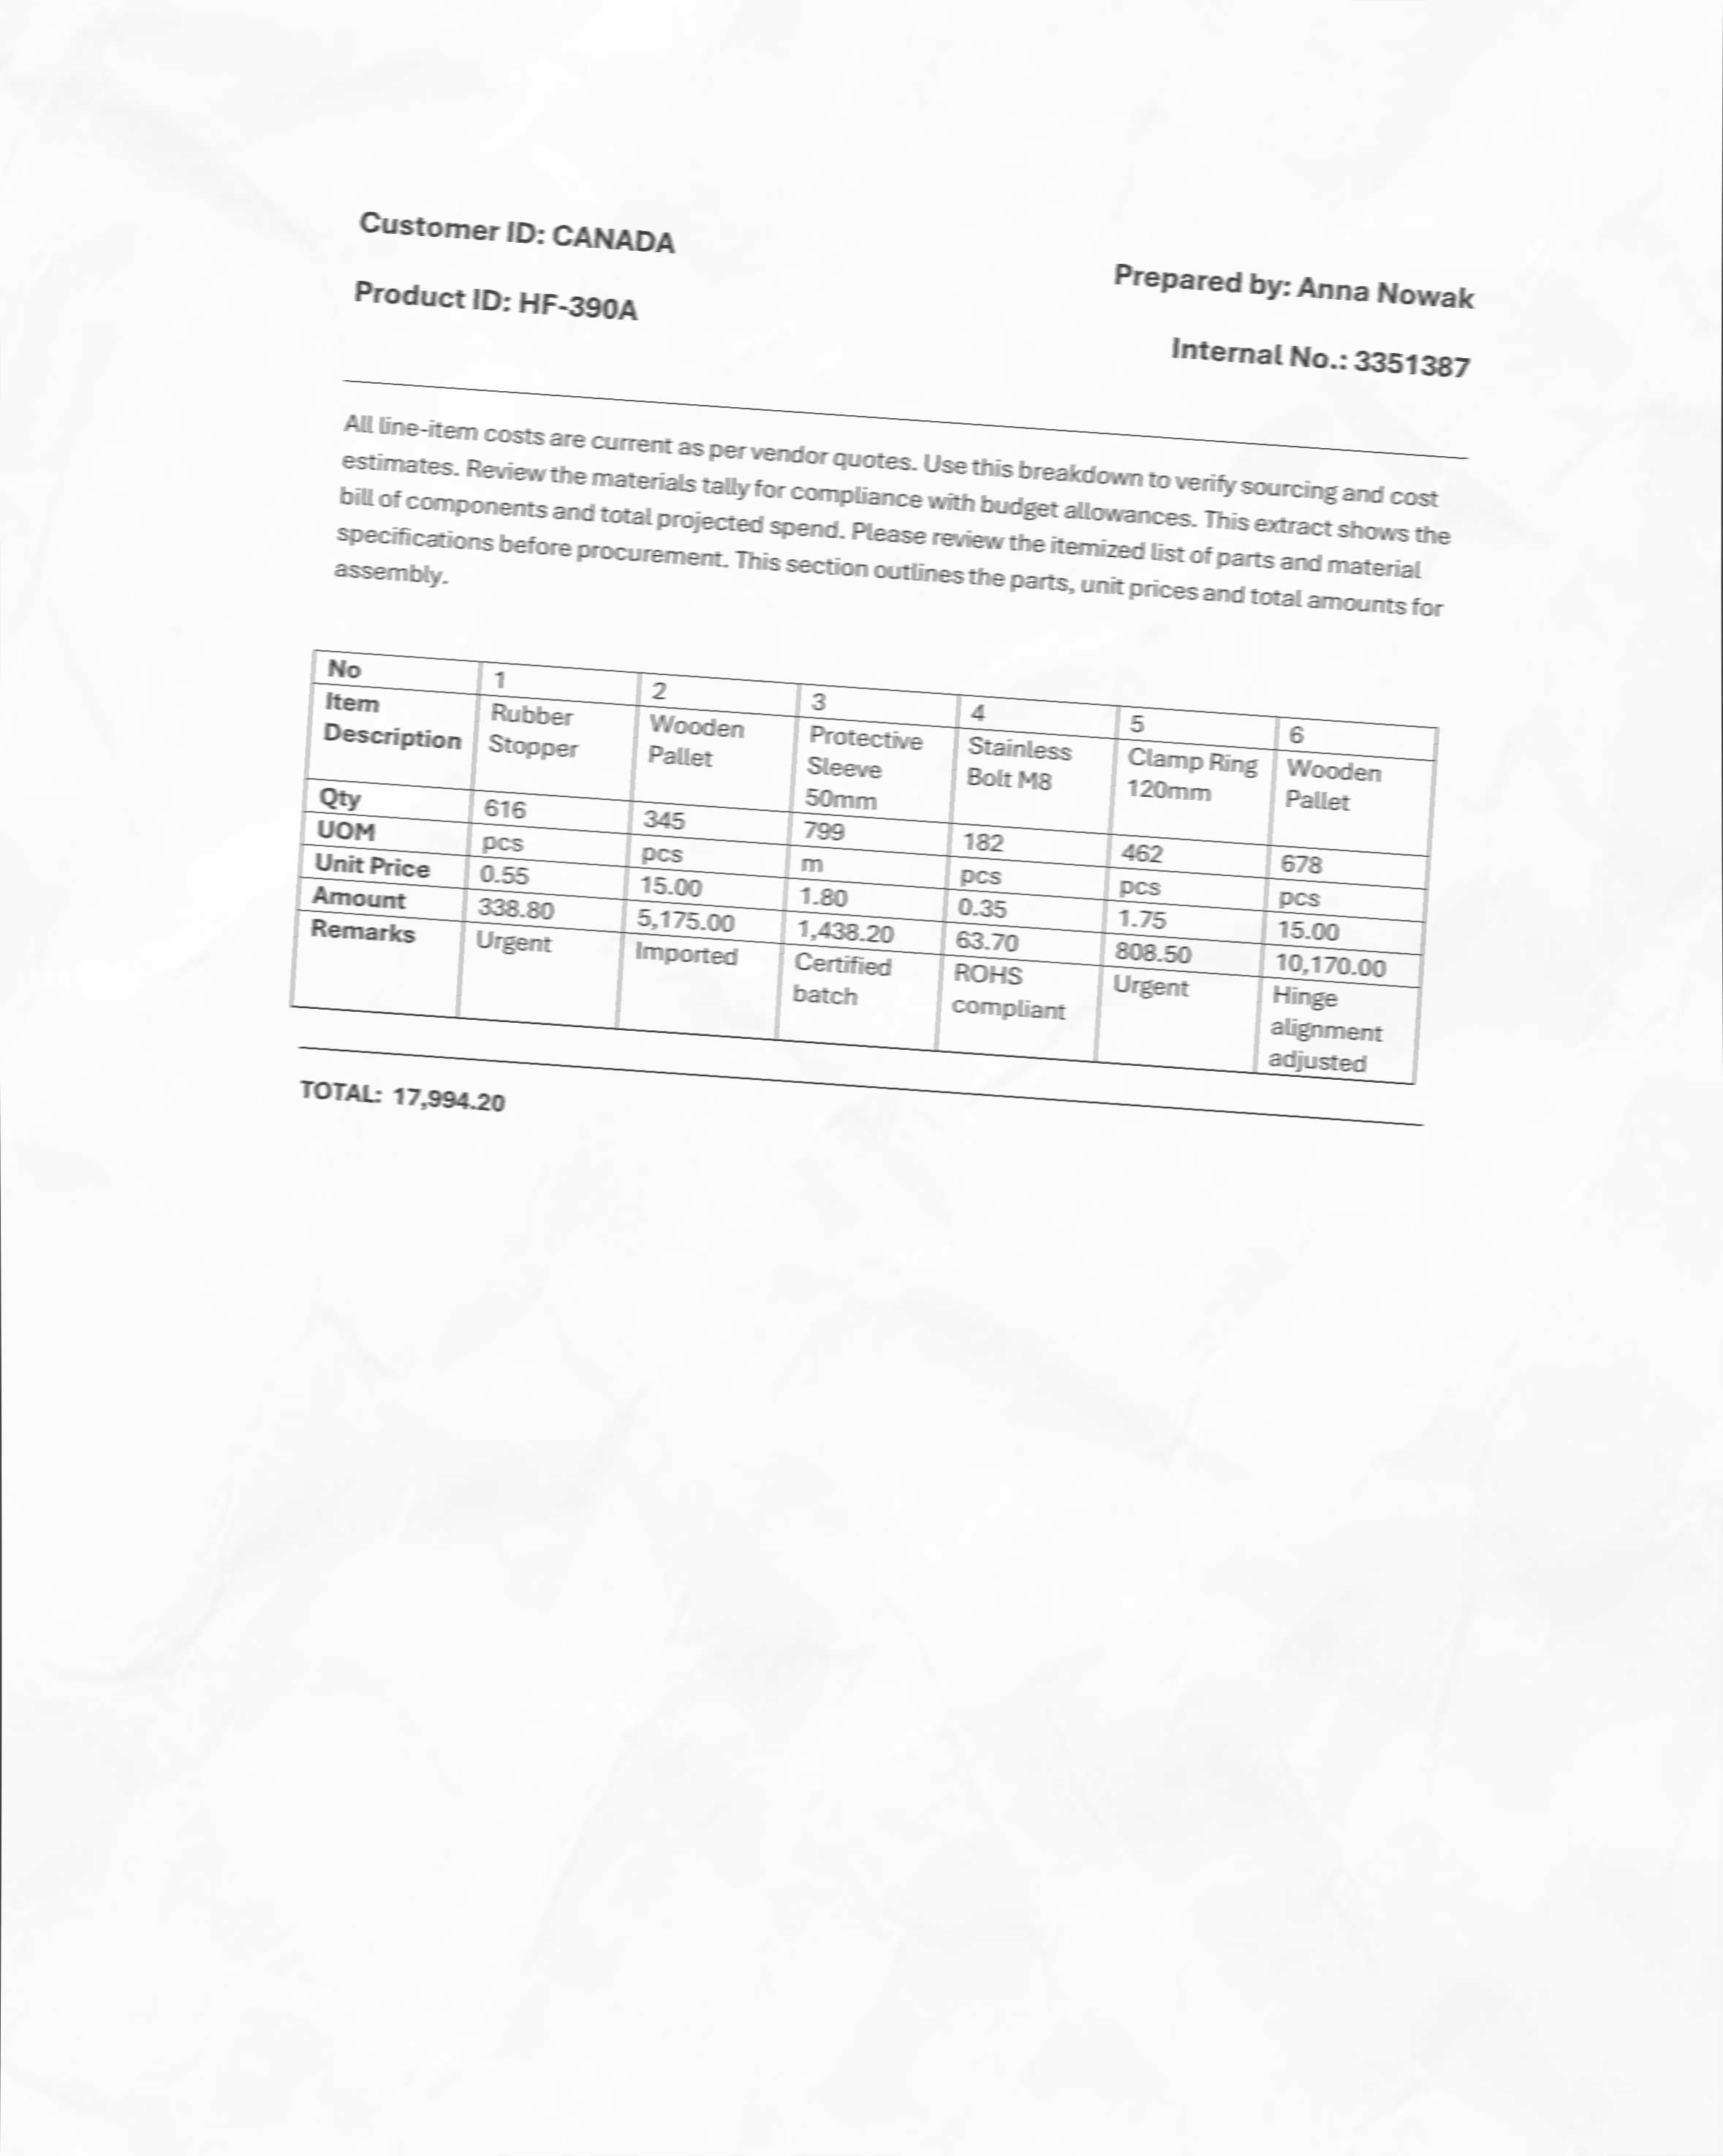 Customer ID: CANADA
Prepared by: Anna Nowak
Product ID: HF-390A
Internal No.: 3351387
All line-item costs are current as per vendor quotes. Use this breakdown to verify sourcing and cost
estimates. Review the materials tally for compliance with budget allowances. This extract shows the
bill of components and total projected spend. Please review the itemized list of parts and material
specifications before procurement. This section outlines the parts, unit prices and total amounts for
assembly.
No 1 2 3 4 5 6
Item Description Rubber Stopper Wooden Pallet Protective Sleeve 50mm Stainless Bolt M8 Clamp Ring 120mm Wooden Pallet
Qty 616 345 799 182 462 678
UOM pcs pcs m pcs pcs pcs
Unit Price 0.55 15.00 1.80 0.35 1.75 15.00
Amount 338.80 5,175.00 1,438.20 63.70 808.50 10,170.00
Remarks Urgent Imported Certified batch ROHS compliant Urgent Hinge alignment adjusted
TOTAL: 17,994.20